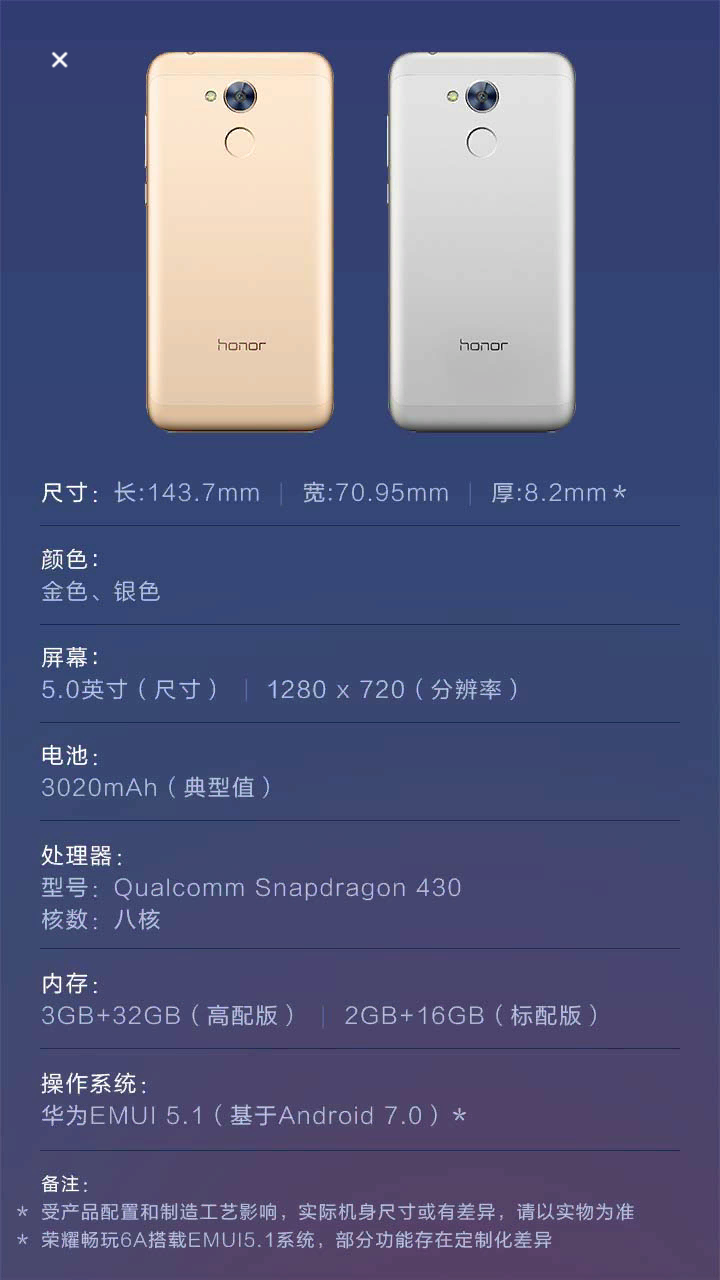 honor
honor
尺寸：长:143.7mm | 宽:70.95mm | 厚:8.2mm*
颜色：
金色、银色
屏幕：
5.0英寸（尺寸） | 1280 x 720（分辨率）
电池：
3020mAh（典型值）
处理器：
型号：Qualcomm Snapdragon 430
核数：八核
内存：
3GB+32GB（高配版） | 2GB+16GB（标配版）
操作系统：
华为EMUI 5.1（基于Android 7.0）*
备注：
* 受产品配置和制造工艺影响，实际机身尺寸或有差异，请以实物为准
* 荣耀畅玩6A搭载EMUI5.1系统，部分功能存在定制化差异